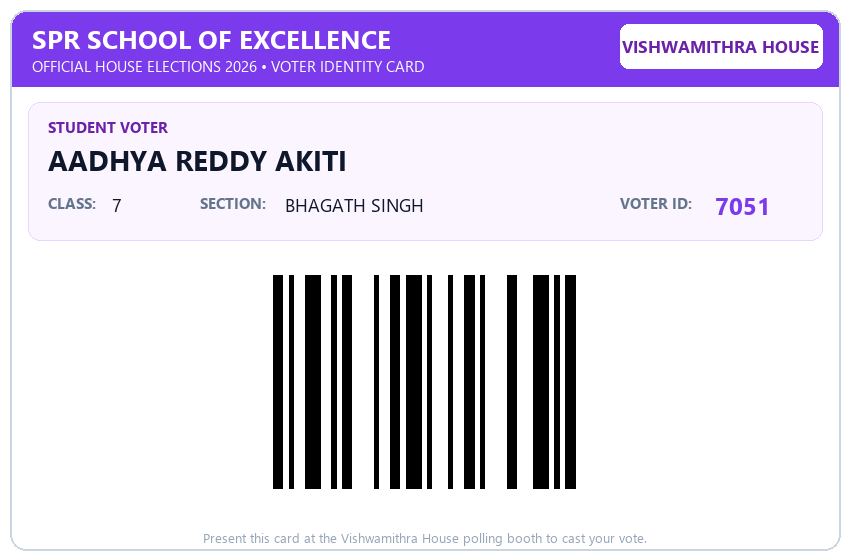 SPR SCHOOL OF EXCELLENCE
OFFICIAL HOUSE ELECTIONS 2026 • VOTER IDENTITY CARD
VISHWAMITHRA HOUSE
STUDENT VOTER
AADHYA REDDY AKITI
CLASS: 7 SECTION: BHAGATH SINGH VOTER ID: 7051
Present this card at the Vishwamithra House polling booth to cast your vote.